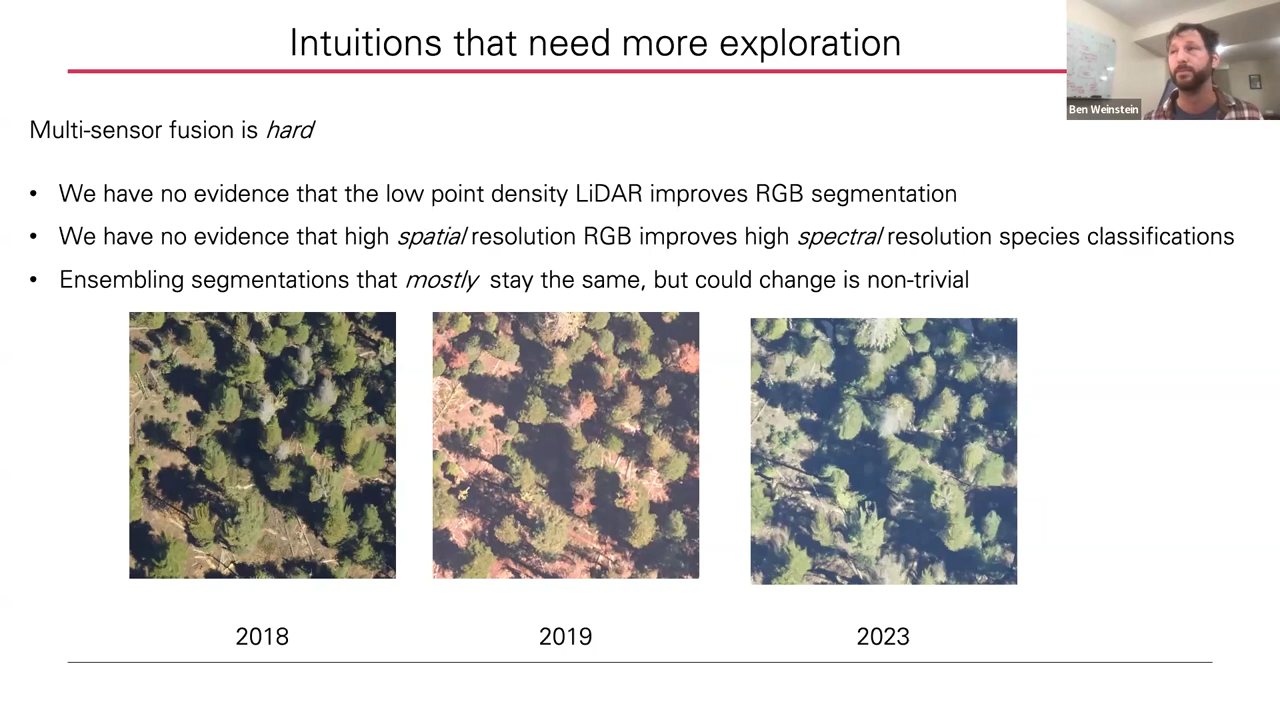 Intuitions that need more exploration
Ben Weinstein
Multi-sensor fusion is hard
• We have no evidence that the low point density LiDAR improves RGB segmentation
• We have no evidence that high spatial resolution RGB improves high spectral resolution species classifications
• Ensembling segmentations that mostly stay the same, but could change is non-trivial
2018
2019
2023